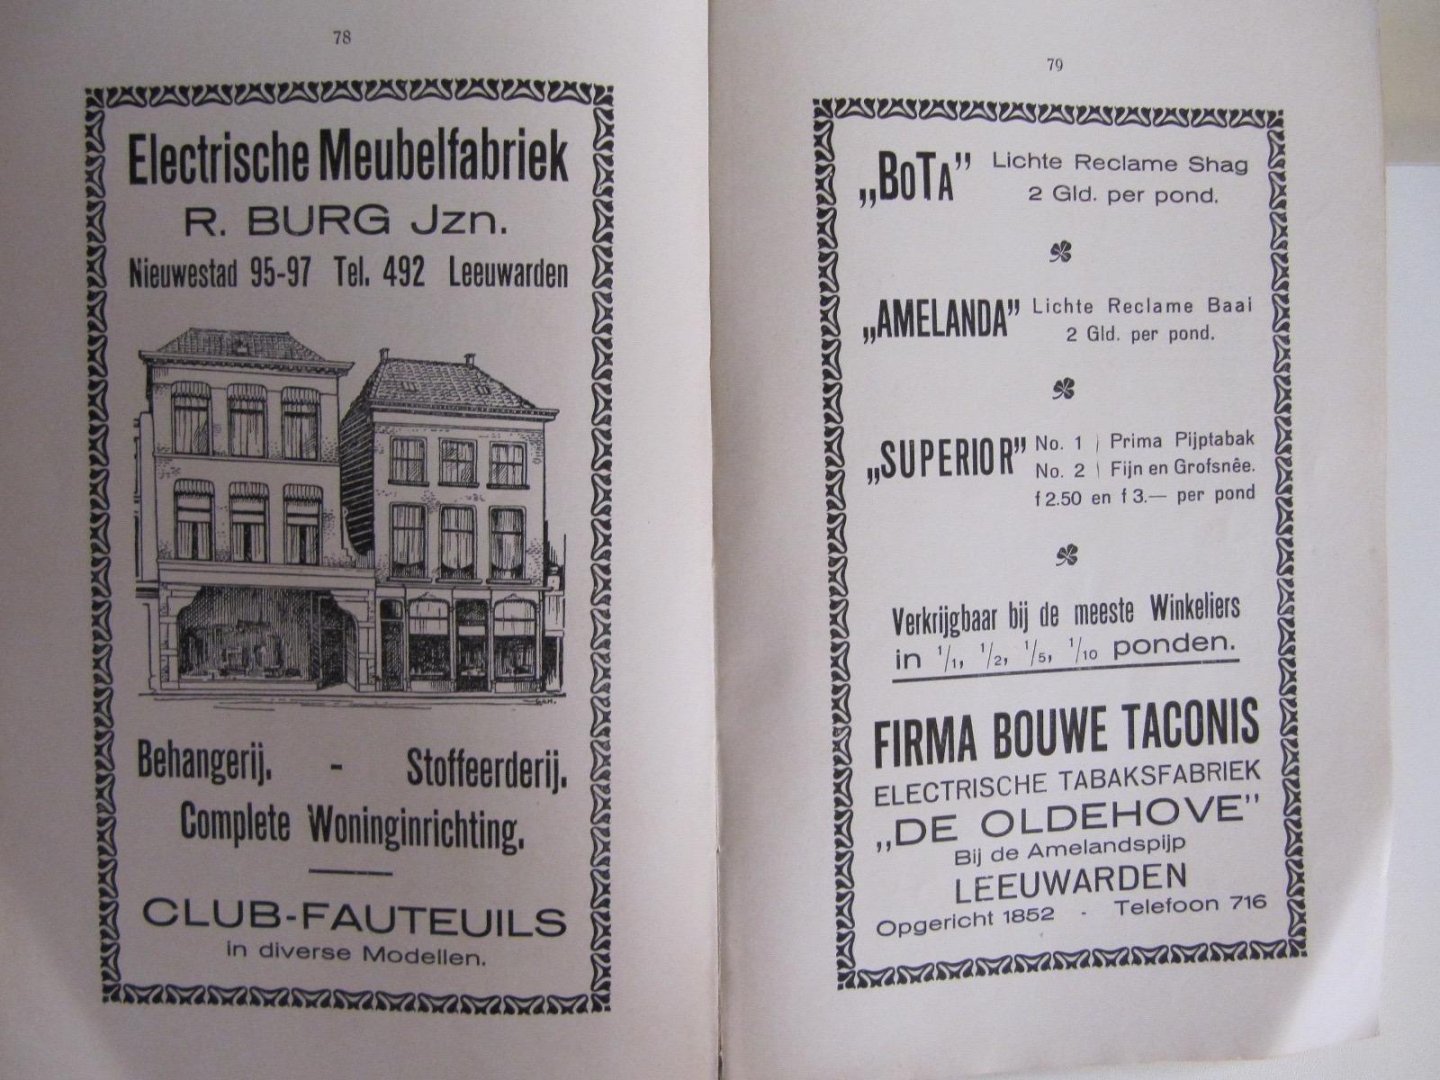 78
Electrische Meubelfabriek
R. BURG Jzn.
Nieuwestad 95-97 Tel. 492 Leeuwarden
Behangerij. - Stoffeerderij.
Complete Woninginrichting.
CLUB-FAUTEUILS
in diverse Modellen.
79
„BOTA” Lichte Reclame Shag
2 Gld. per pond.
„AMELANDA” Lichte Reclame Baai
2 Gld. per pond.
„SUPERIOR” No. 1 | Prima Pijptabak
No. 2 | Fijn en Grofsnêe.
f 2.50 en f 3.— per pond
Verkrijgbaar bij de meeste Winkeliers
in 1/1, 1/2, 1/5, 1/10 ponden.
FIRMA BOUWE TACONIS
ELECTRISCHE TABAKSFABRIEK
„DE OLDEHOVE”
Bij de Amelandspijp
LEEUWARDEN
Opgericht 1852 - Telefoon 716